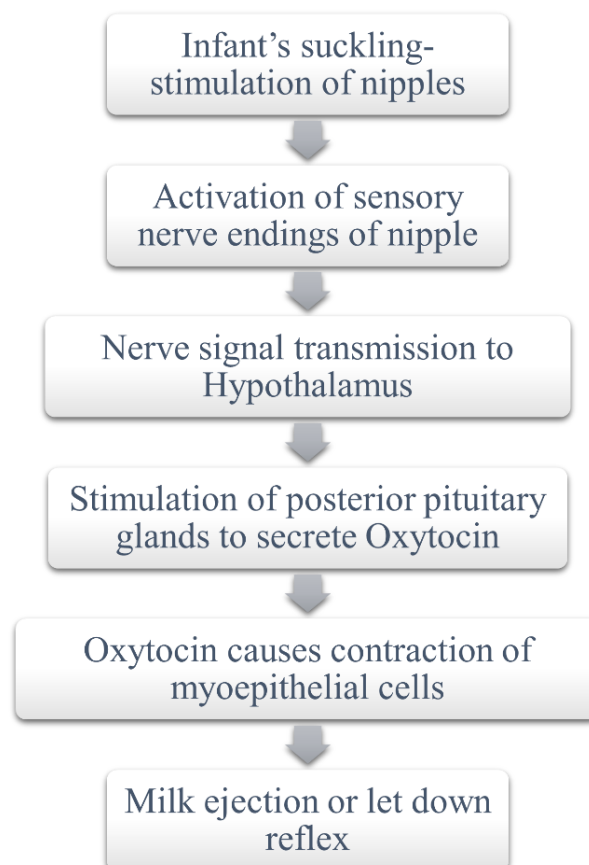 Infant’s suckling-
stimulation of nipples
Activation of sensory
nerve endings of nipple
Nerve signal transmission to
Hypothalamus
Stimulation of posterior pituitary
glands to secrete Oxytocin
Oxytocin causes contraction of
myoepithelial cells
Milk ejection or let down
reflex